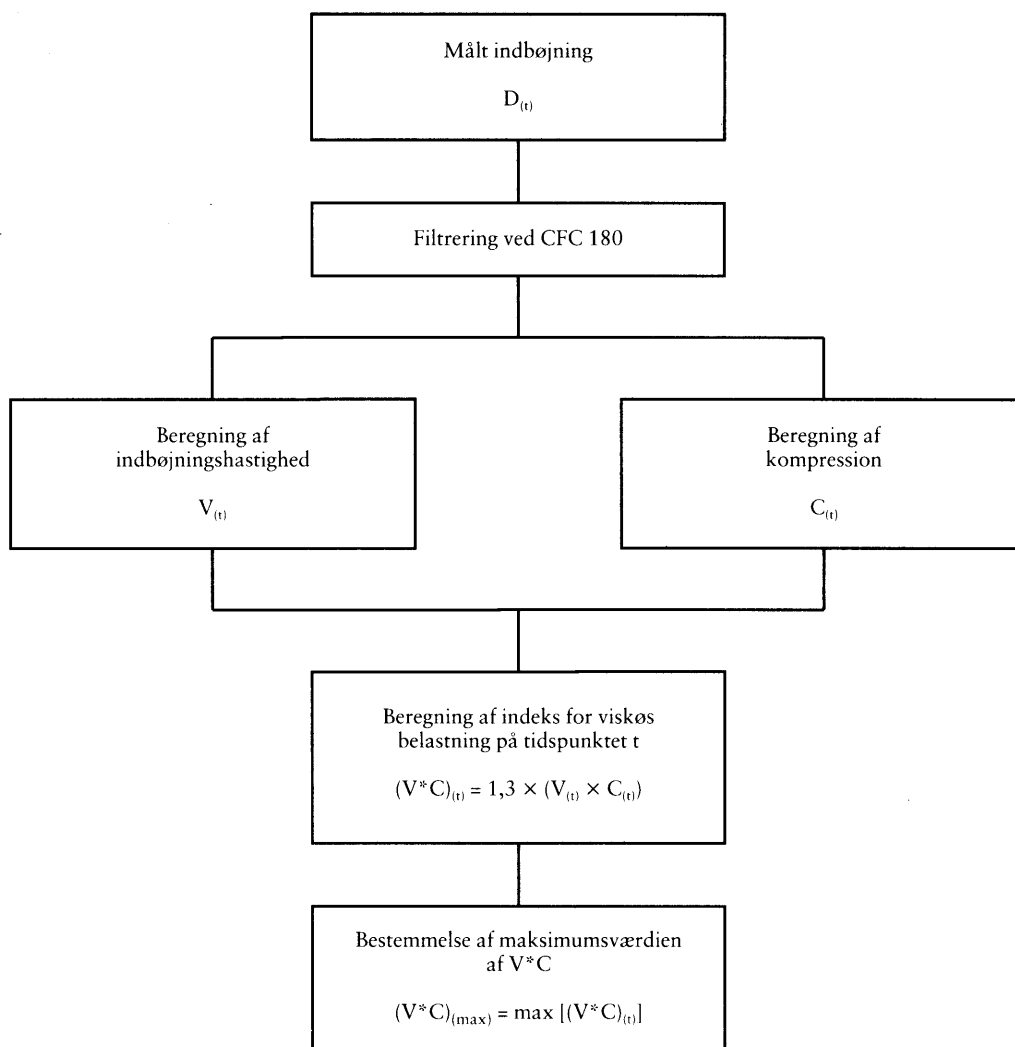 Målt indbøjning
D(t)
Filtrering ved CFC 180
Beregning af
indbøjningshastighed
V(t)
Beregning af
kompression
C(t)
Beregning af indeks for viskøs
belastning på tidspunktet t
(V*C)(t) = 1,3 × (V(t) × C(t))
Bestemmelse af maksimumsværdien
af V*C
(V*C)(max) = max [(V*C)(t)]